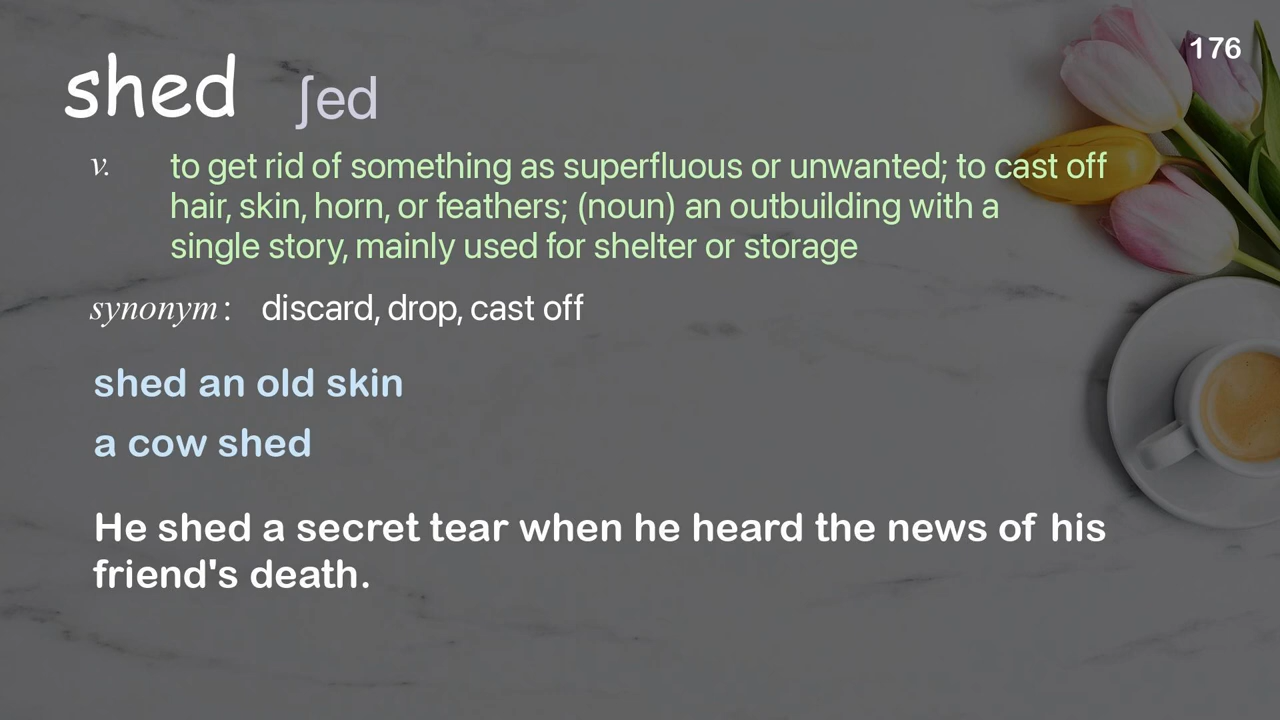 176
shed ʃed
v. to get rid of something as superfluous or unwanted; to cast off
hair, skin, horn, or feathers; (noun) an outbuilding with a
single story, mainly used for shelter or storage
synonym: discard, drop, cast off
shed an old skin
a cow shed
He shed a secret tear when he heard the news of his
friend's death.